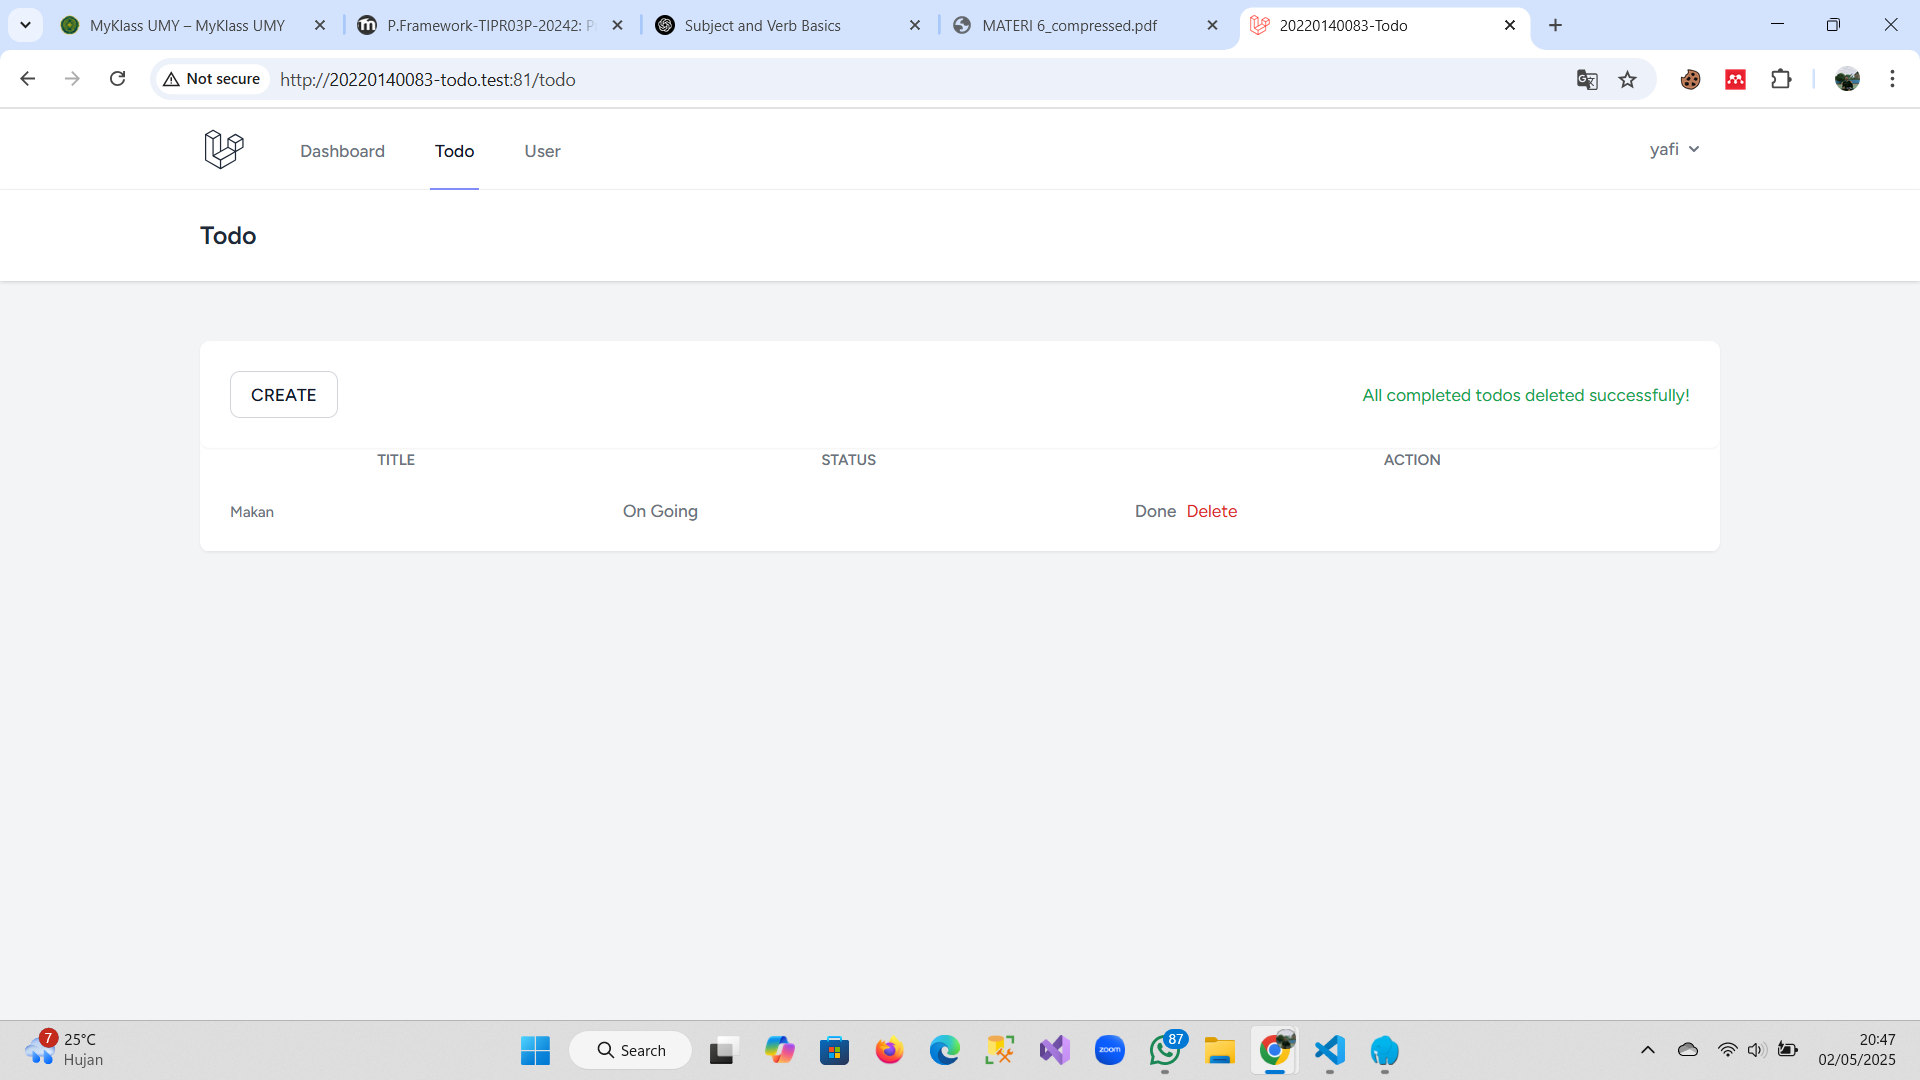 MyKlass UMY – MyKlass UMY
P.Framework-TIPR03P-20242: P
Subject and Verb Basics
MATERI 6_compressed.pdf
20220140083-Todo
Not secure
http://20220140083-todo.test:81/todo
Dashboard
Todo
User
yafi
Todo
CREATE
All completed todos deleted successfully!
TITLE
STATUS
ACTION
Makan
On Going
Done
Delete
7
25°C
Hujan
Search
zoom
87
20:47
02/05/2025